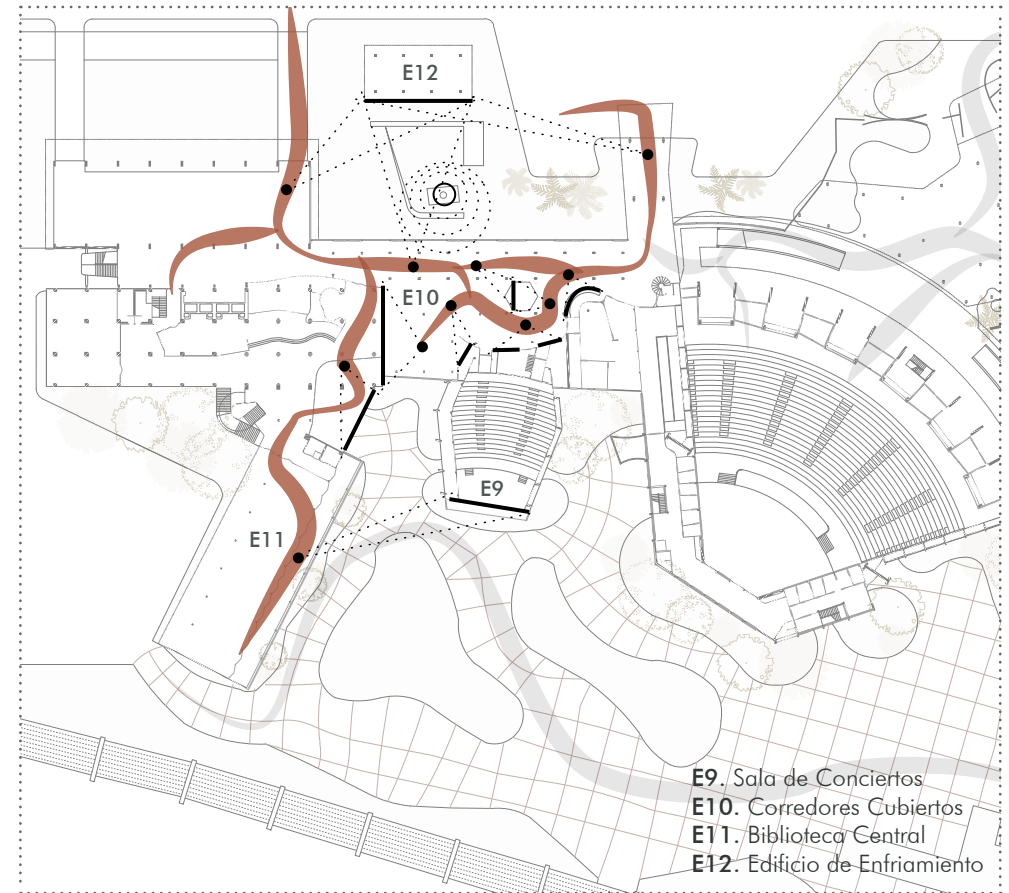 E12
E10
E9
E11
E9. Sala de Conciertos
E10. Corredores Cubiertos
E11. Biblioteca Central
E12. Edificio de Enfriamiento